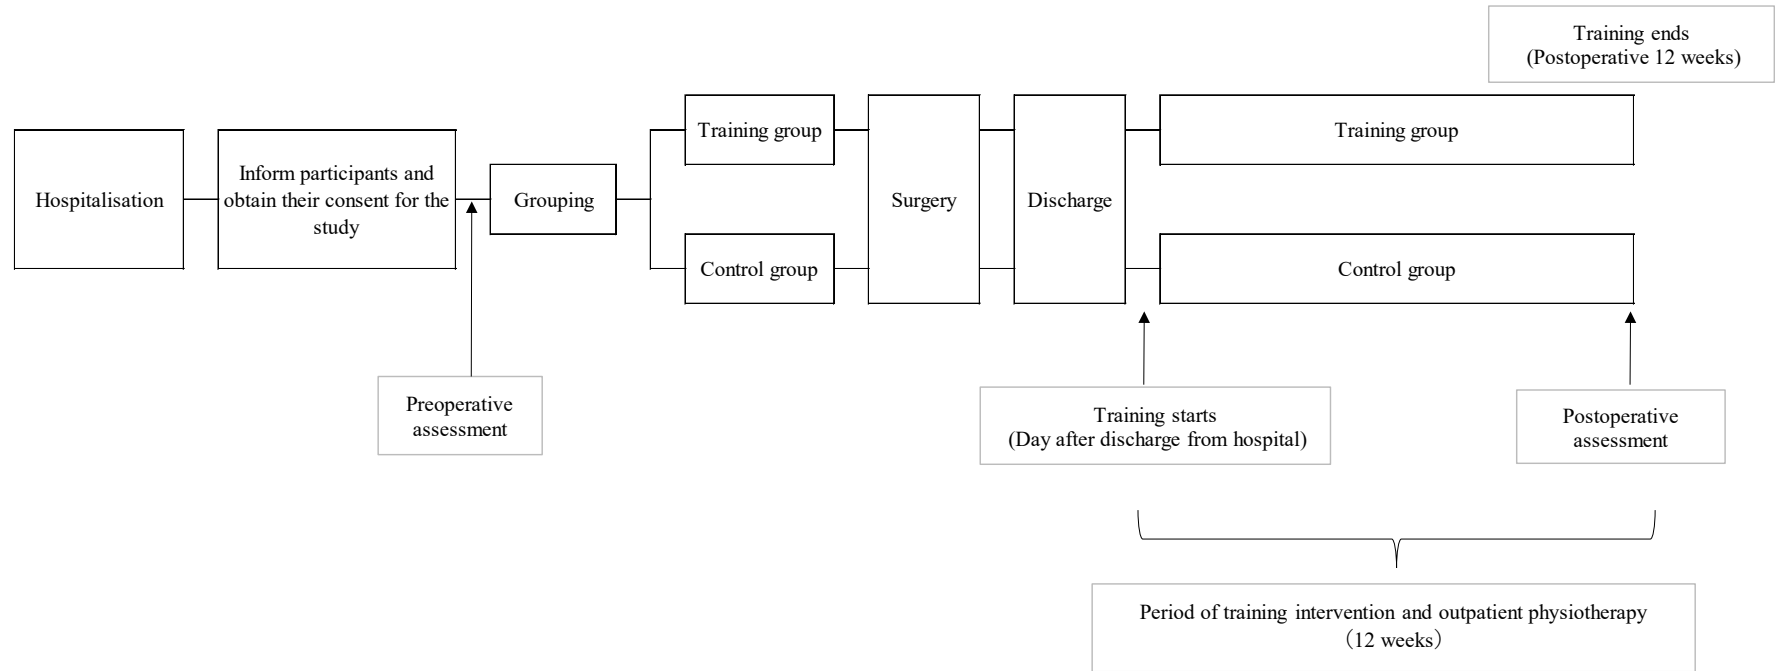 Training ends
(Postoperative 12 weeks)
Hospitalisation
Inform participants and
obtain their consent for the
study
Grouping
Training group
Control group
Surgery
Discharge
Training group
Control group
Preoperative
assessment
Training starts
(Day after discharge from hospital)
Postoperative
assessment
Period of training intervention and outpatient physiotherapy
（12 weeks）